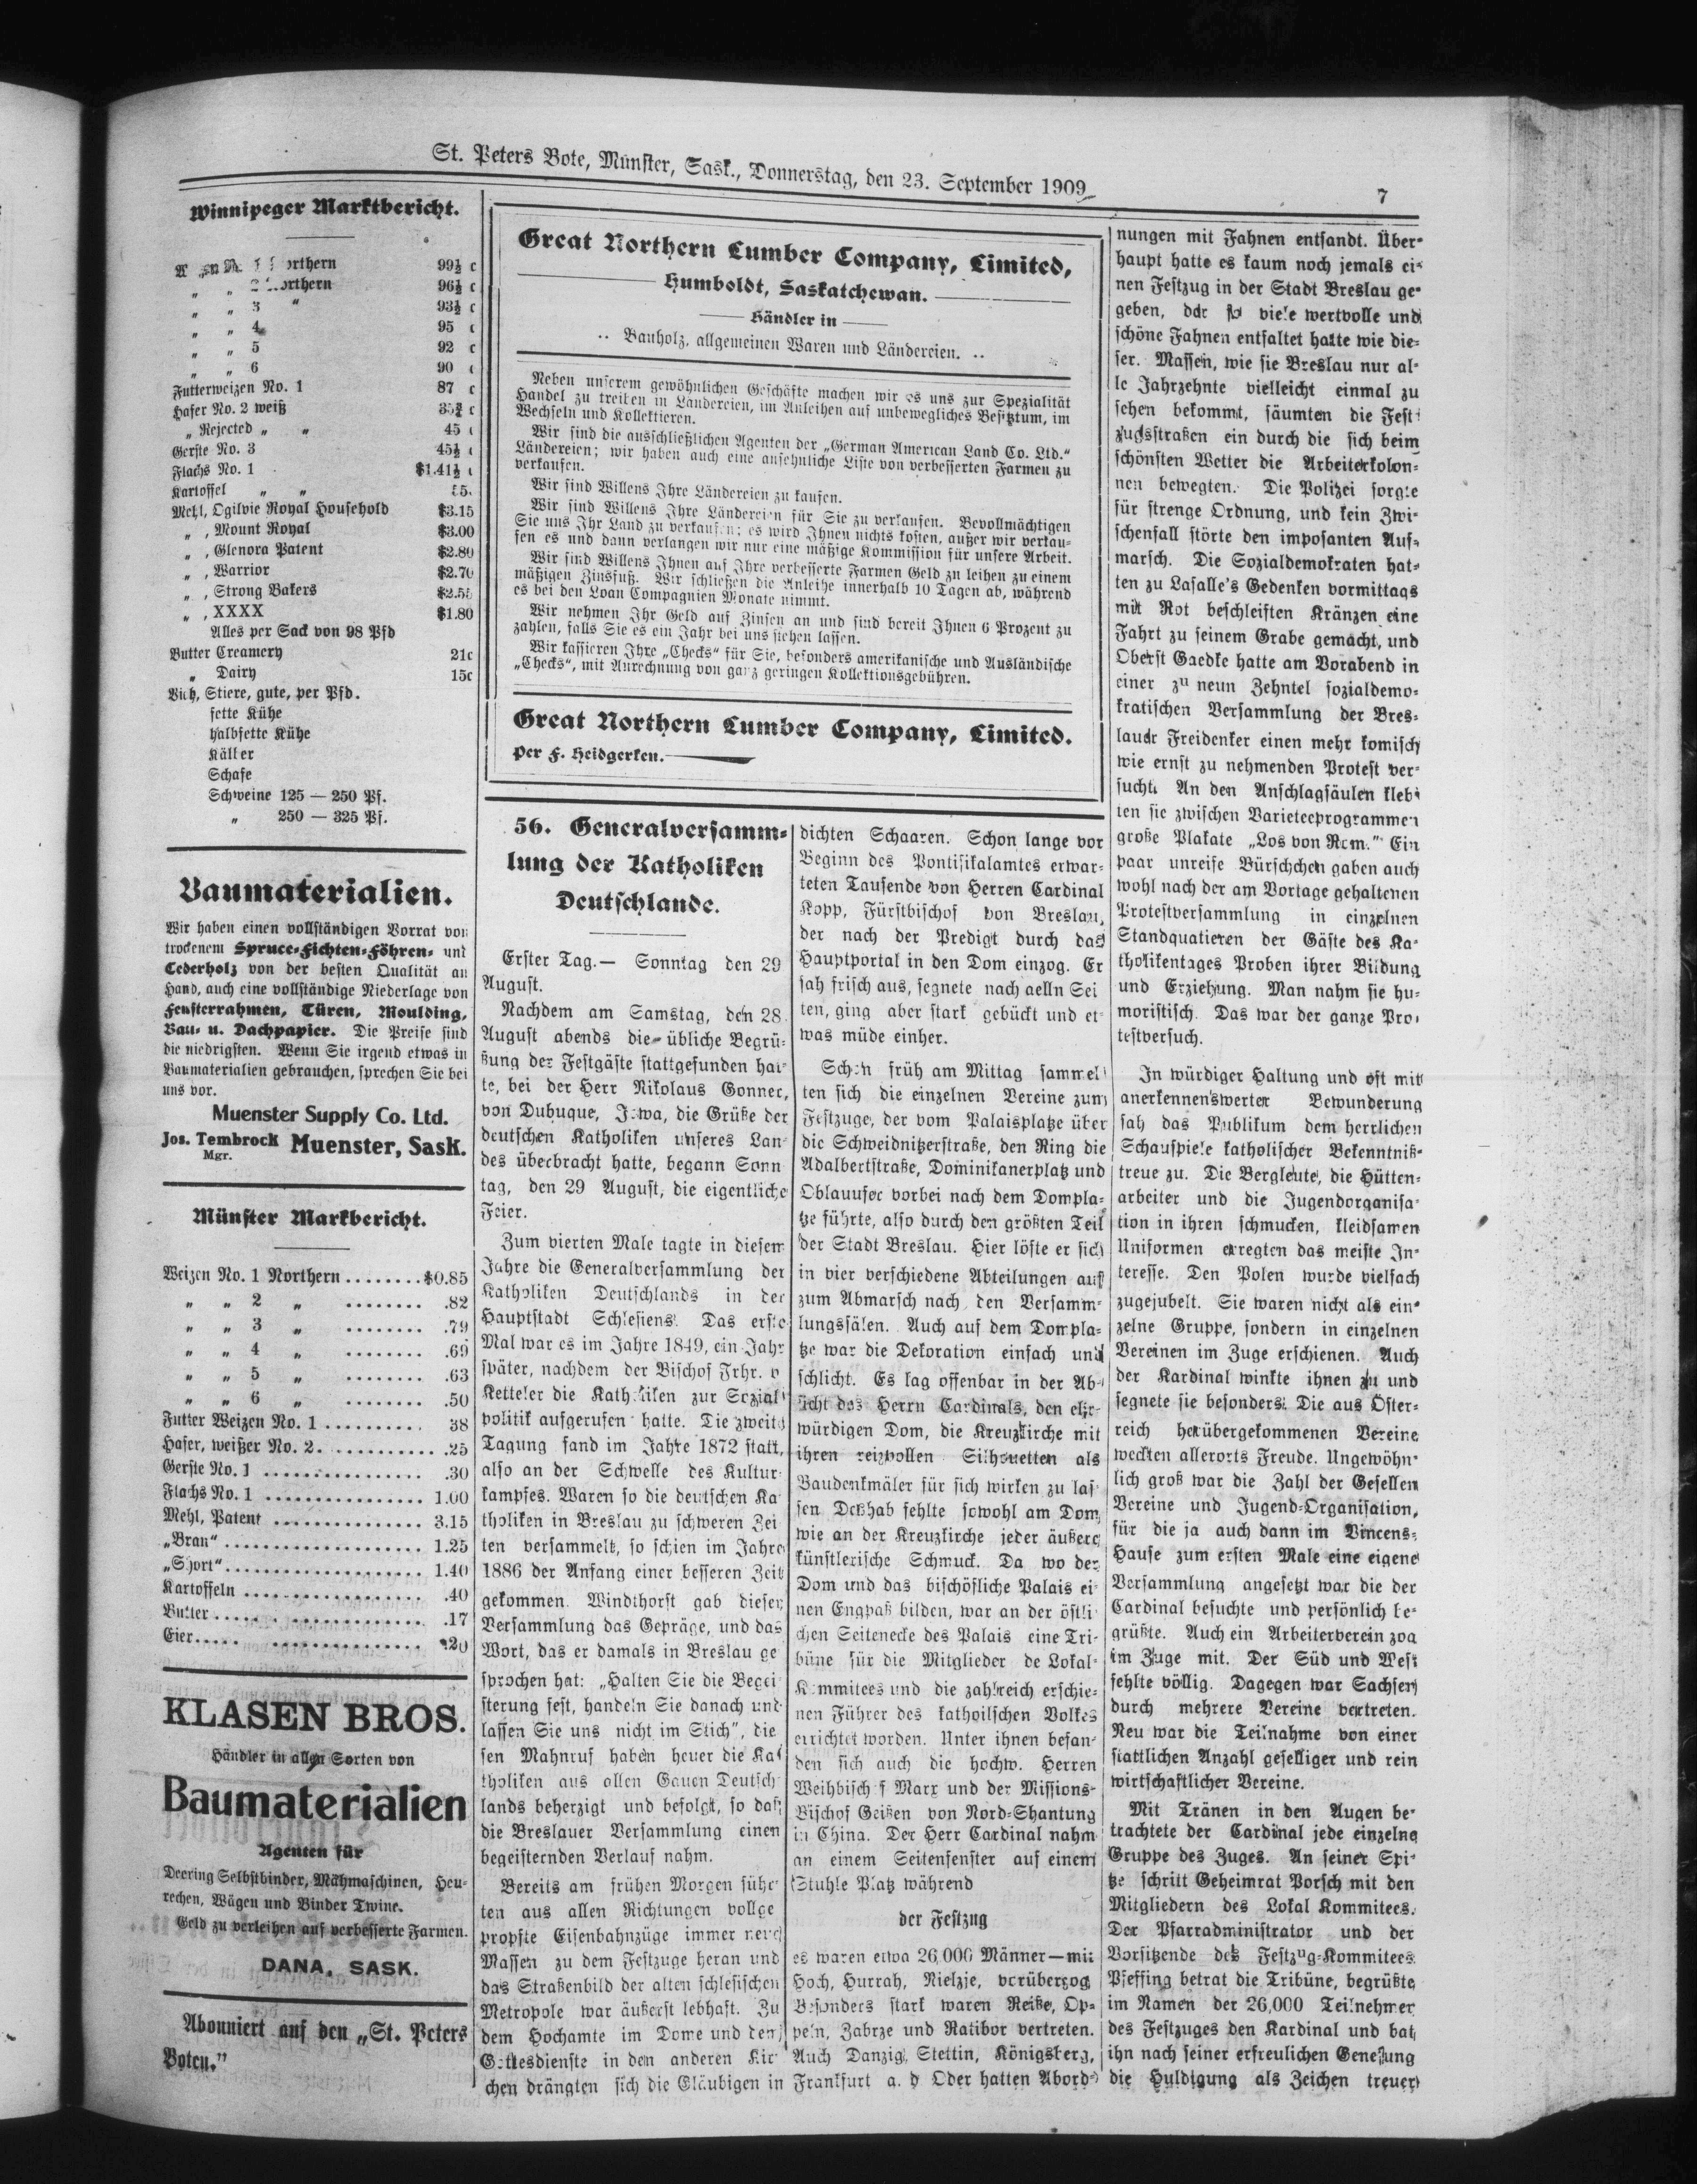 St. Peters Bote, Münster, Sask., Donnerstag, den 23. September 1909
7
Winnipeger Marktbericht.
orthern 99½ c
„ „ 2 Northern 96½ c
„ „ 3 „ 93½ c
„ „ 4 95 c
„ „ 5 92 c
„ „ 6 90 c
Futterweizen No. 1 87 c
Hafer No. 2 weiß c
„ Rejected „ „ 45
Gerste No. 3 45½
Flachs No. 1 $1.41½
Kartoffel „ „
Mehl, Ogilvie Royal Household $3.15
„ , Mount Royal $3.00
„ , Glenora Patent $2.80
„ , Warrior $2.70
„ , Strong Bakers $2.55
„ , XXXX $1.80
Alles per Sack von 98 Pfd
Butter Creamery 21c
„ Dairy 15c
Vieh, Stiere, gute, per Pfd.
fette Kühe
halbfette Kühe
Kälber
Schafe
Schweine 125 — 250 Pf.
„ 250 — 325 Pf.
Baumaterialien.
Wir haben einen vollständigen Vorrat von
trockenem Spruce-Fichten-Föhren- und
Cederholz von der besten Qualität an
Hand, auch eine vollständige Niederlage von
Fensterrahmen, Türen, Moulding,
Bau- u. Dachpapier. Die Preise sind
die niedrigsten. Wenn Sie irgend etwas in
Baumaterialien gebrauchen, sprechen Sie bei
uns vor.
Muenster Supply Co. Ltd.
Jos. Tembrock Muenster, Sask.
Mgr.
Münster Markbericht.
Weizen No. 1 Northern ........ $0.85
„ „ 2 „ ........ .82
„ „ 3 „ ........ .79
„ „ 4 „ ........ .69
„ „ 5 „ ........ .63
„ „ 6 „ ........ .50
Futter Weizen No. 1 .......... 38
Hafer, weißer No. 2. .......... .25
Gerste No. 1 ................ .30
Flachs No. 1 ................ 1.00
Mehl, Patent ............... 3.15
„Bran“ .................... 1.25
„Short“ .................... 1.40
Kartoffeln .................. .40
Butter ..................... .17
Eier..... ............... .20
KLASEN BROS.
Händler in allen Sorten von
Baumaterialien
Agenten für
Deering Selbstbinder, Mähmaschinen, Heu-
rechen, Wägen und Binder Twine.
Geld zu verleihen auf verbesserte Farmen.
DANA, SASK.
Abonniert auf den „St. Peters
Boten.”
Great Northern Lumber Company, Limited,
Humboldt, Saskatchewan.
Händler in
.. Bauholz, allgemeinen Waren und Ländereien. ..
Neben unserem gewöhnlichen Geschäfte machen wir es uns zur Spezialität
Handel zu treiben in Ländereien, im Anleihen auf unbewegliches Besitztum, im
Wechseln und Kollektieren.
Wir sind die ausschließlichen Agenten der „German American Land Co. Ltd.“
Ländereien; wir haben auch eine ansehnliche Liste von verbesserten Farmen zu
verkaufen.
Wir sind Willens Ihre Ländereien zu kaufen.
Wir sind Willens Ihre Ländereien für Sie zu verkaufen. Bevollmächtigen
Sie uns Ihr Land zu verkaufen; es wird Ihnen nichts kosten, außer wir verkau-
fen es und dann verlangen wir nur eine mäßige Kommission für unsere Arbeit.
Wir sind Willens Ihnen auf Ihre verbesserte Farmen Geld zu leihen zu einem
mäßigen Zinsfuß. Wir schließen die Anleihe innerhalb 10 Tagen ab, während
es bei den Loan Compagnien Monate nimmt.
Wir nehmen Ihr Geld auf Zinsen an und sind bereit Ihnen 6 Prozent zu
zahlen, falls Sie es ein Jahr bei uns stehen lassen.
Wir kassieren Ihre „Checks“ für Sie, besonders amerikanische und Ausländische
„Checks“, mit Anrechnung von ganz geringen Kollektionsgebühren.
Great Northern Lumber Company, Limited.
Per F. Heidgerken.
56. Generalversamm-
lung der Katholiken
Deutschlands.
Erster Tag.— Sonntag den 29
August.
Nachdem am Samstag, den 28.
August abends die übliche Begrü-
ßung der Festgäste stattgefunden hat-
te, bei der Herr Nikolaus Gonner,
von Dubuque, Iowa, die Grüße der
deutschen Katholiken unseres Lan-
des überbracht hatte, begann Sonn
tag, den 29 August, die eigentliche
Feier.
Zum vierten Male tagte in diesem
Jahre die Generalversammlung der
Katholiken Deutschlands in der
Hauptstadt Schlesiens. Das erste
Mal war es im Jahre 1849, ein Jahr
später, nachdem der Bischof Frhr. v
Ketteler die Katholiken zur Sozial
politik aufgerufen hatte. Die zweite
Tagung fand im Jahre 1872 statt,
also an der Schwelle des Kultur-
kampfes. Waren so die deutschen Ka
tholiken in Breslau zu schweren Zei
ten versammelt, so schien im Jahre
1886 der Anfang einer besseren Zeit
gekommen. Windthorst gab dieser
Versammlung das Gepräge, und das
Wort, das er damals in Breslau ge
sprochen hat: „Halten Sie die Begei
sterung fest, handeln Sie danach und
lassen Sie uns nicht im Stich”, die
sen Mahnruf haben heuer die Ka
tholiken aus allen Gauen Deutsch
lands beherzigt und befolgt, so daß
die Breslauer Versammlung einen
begeisternden Verlauf nahm.
Bereits am frühen Morgen führ-
ten aus allen Richtungen vollge
propfte Eisenbahnzüge immer neue
Massen zu dem Festzuge heran und
das Straßenbild der alten schlesischen
Metropole war äußerst lebhaft. Zu
dem Hochamte im Dome und den
Gottesdienste in den anderen Kir
chen drängten sich die Gläubigen in
dichten Schaaren. Schon lange vor
Beginn des Pontifikalamtes erwar-
teten Tausende von Herren Cardinal
Kopp, Fürstbischof von Breslau,
der nach der Predigt durch das
Hauptportal in den Dom einzog. Er
sah frisch aus, segnete nach aelln Sei
ten, ging aber stark gebückt und et-
was müde einher.
Schon früh am Mittag sammel
ten sich die einzelnen Vereine zum
Festzuge, der vom Palaisplatze über
die Schweidnitzerstraße, den Ring die
Adalbertstraße, Dominikanerplatz und
Oblauufer vorbei nach dem Dompla-
tze führte, also durch den größten Teil
der Stadt Breslau. Hier löste er sich
in vier verschiedene Abteilungen auf
zum Abmarsch nach den Versamm-
lungssälen. Auch auf dem Dompla-
tze war die Dekoration einfach und
schlicht. Es lag offenbar in der Ab-
sicht des Herrn Cardinals, den ehr-
würdigen Dom, die Kreuzkirche mit
ihren reizvollen Silhouetten als
Baudenkmäler für sich wirken zu las-
sen Deshab fehlte sowohl am Dom,
wie an der Kreuzkirche jeder äußere
künstlerische Schmuck. Da wo der
Dom und das bischöfliche Palais ei-
nen Engpaß bilden, war an der östli
chen Seitenecke des Palais eine Tri-
büne für die Mitglieder de Lokal-
Kommitees und die zahlreich erschie-
nen Führer des kathoilschen Volkes
errichtet worden. Unter ihnen befan-
den sich auch die hochw. Herren
Weihbischof Marx und der Missions-
Bischof Geißen von Nord-Shantung
in China. Der Herr Cardinal nahm
an einem Seitenfenster auf einem
Stuhle Platz während
der Festzug
es waren etwa 26,000 Männer—mit
Hoch, Hurrah, Nielzje, vorüberzog
Besonders stark waren Reiße, Op-
peln, Zabrze und Ratibor vertreten.
Auch Danzig, Stettin, Königsberg,
Frankfurt a. d Oder hatten Abord-
nungen mit Fahnen entsandt. Über-
haupt hatte es kaum noch jemals ei-
nen Festzug in der Stadt Breslau ge-
geben, der so viele wertvolle und
schöne Fahnen entfaltet hatte wie die-
ser. Massen, wie sie Breslau nur al-
le Jahrzehnte vielleicht einmal zu
sehen bekommt, säumten die Fest-
zugsstraßen ein durch die sich beim
schönsten Wetter die Arbeiterkolon-
nen bewegten. Die Polizei sorgte
für strenge Ordnung, und kein Zwi-
schenfall störte den imposanten Auf-
marsch. Die Sozialdemokraten hat-
ten zu Lasalle's Gedenken vormittags
mit Rot beschleiften Kränzen eine
Fahrt zu seinem Grabe gemacht, und
Oberst Gaedke hatte am Vorabend in
einer zu neun Zehntel sozialdemo-
kratischen Versammlung der Bres-
lauer Freidenker einen mehr komisch
wie ernst zu nehmenden Protest ver-
sucht. An den Anschlagsäulen kleb-
ten sie zwischen Varieteeprogrammen
große Plakate „Los von Rom.” Ein
paar unreife Bürschchen gaben auch
wohl nach der am Vortage gehaltenen
Protestversammlung in einzelnen
Standquatieren der Gäste des Ka-
tholikentages Proben ihrer Bildung
und Erziehung. Man nahm sie hu-
moristisch. Das war der ganze Pro-
testversuch.
In würdiger Haltung und oft mit
anerkennenswerter Bewunderung
sah das Publikum dem herrlichen
Schauspiele katholischer Bekenntniß-
treue zu. Die Bergleute, die Hütten-
arbeiter und die Jugendorganisa-
tion in ihren schmucken, kleidsamen
Uniformen erregten das meiste In-
teresse. Den Polen wurde vielfach
zugejubelt. Sie waren nicht als ein-
zelne Gruppe, sondern in einzelnen
Vereinen im Zuge erschienen. Auch
der Kardinal winkte ihnen zu und
segnete sie besonders. Die aus Öster-
reich herübergekommenen Vereine
weckten allerorts Freude. Ungewöhn-
lich groß war die Zahl der Gesellen
Vereine und Jugend-Organisation,
für die ja auch dann im Vincens-
Hause zum ersten Male eine eigene
Versammlung angesetzt war die der
Cardinal besuchte und persönlich be-
grüßte. Auch ein Arbeiterverein zog
im Zuge mit. Der Süd und West
fehlte völlig. Dagegen war Sachsen
durch mehrere Vereine vertreten.
Neu war die Teilnahme von einer
stattlichen Anzahl geselliger und rein
wirtschaftlicher Vereine.
Mit Tränen in den Augen be-
trachtete der Cardinal jede einzelne
Gruppe des Zuges. An seiner Spi-
tze schritt Geheimrat Porsch mit den
Mitgliedern des Lokal Kommitees.
Der Pfarradministrator und der
Vorsitzende des Festzug-Kommitees
Pfeffing betrat die Tribüne, begrüßte
im Namen der 26,000 Teilnehmer
des Festzuges den Kardinal und bat,
ihn nach seiner erfreulichen Genesung
die Huldigung als Zeichen treuer